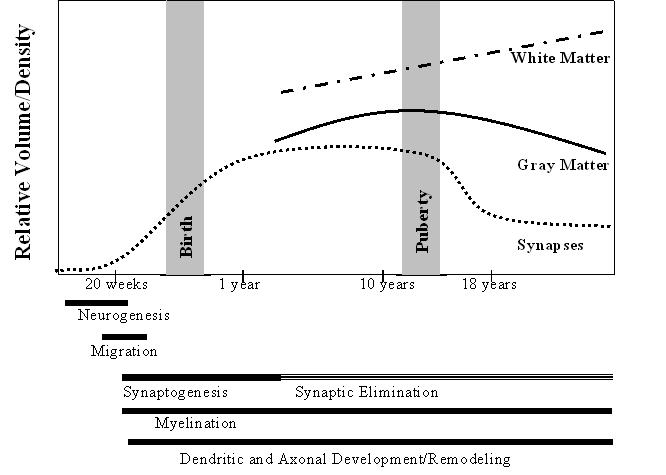 Relative Volume/Density
White Matter
Gray Matter
Synapses
Birth
Puberty
20 weeks
1 year
10 years
18 years
Neurogenesis
Migration
Synaptogenesis
Synaptic Elimination
Myelination
Dendritic and Axonal Development/Remodeling